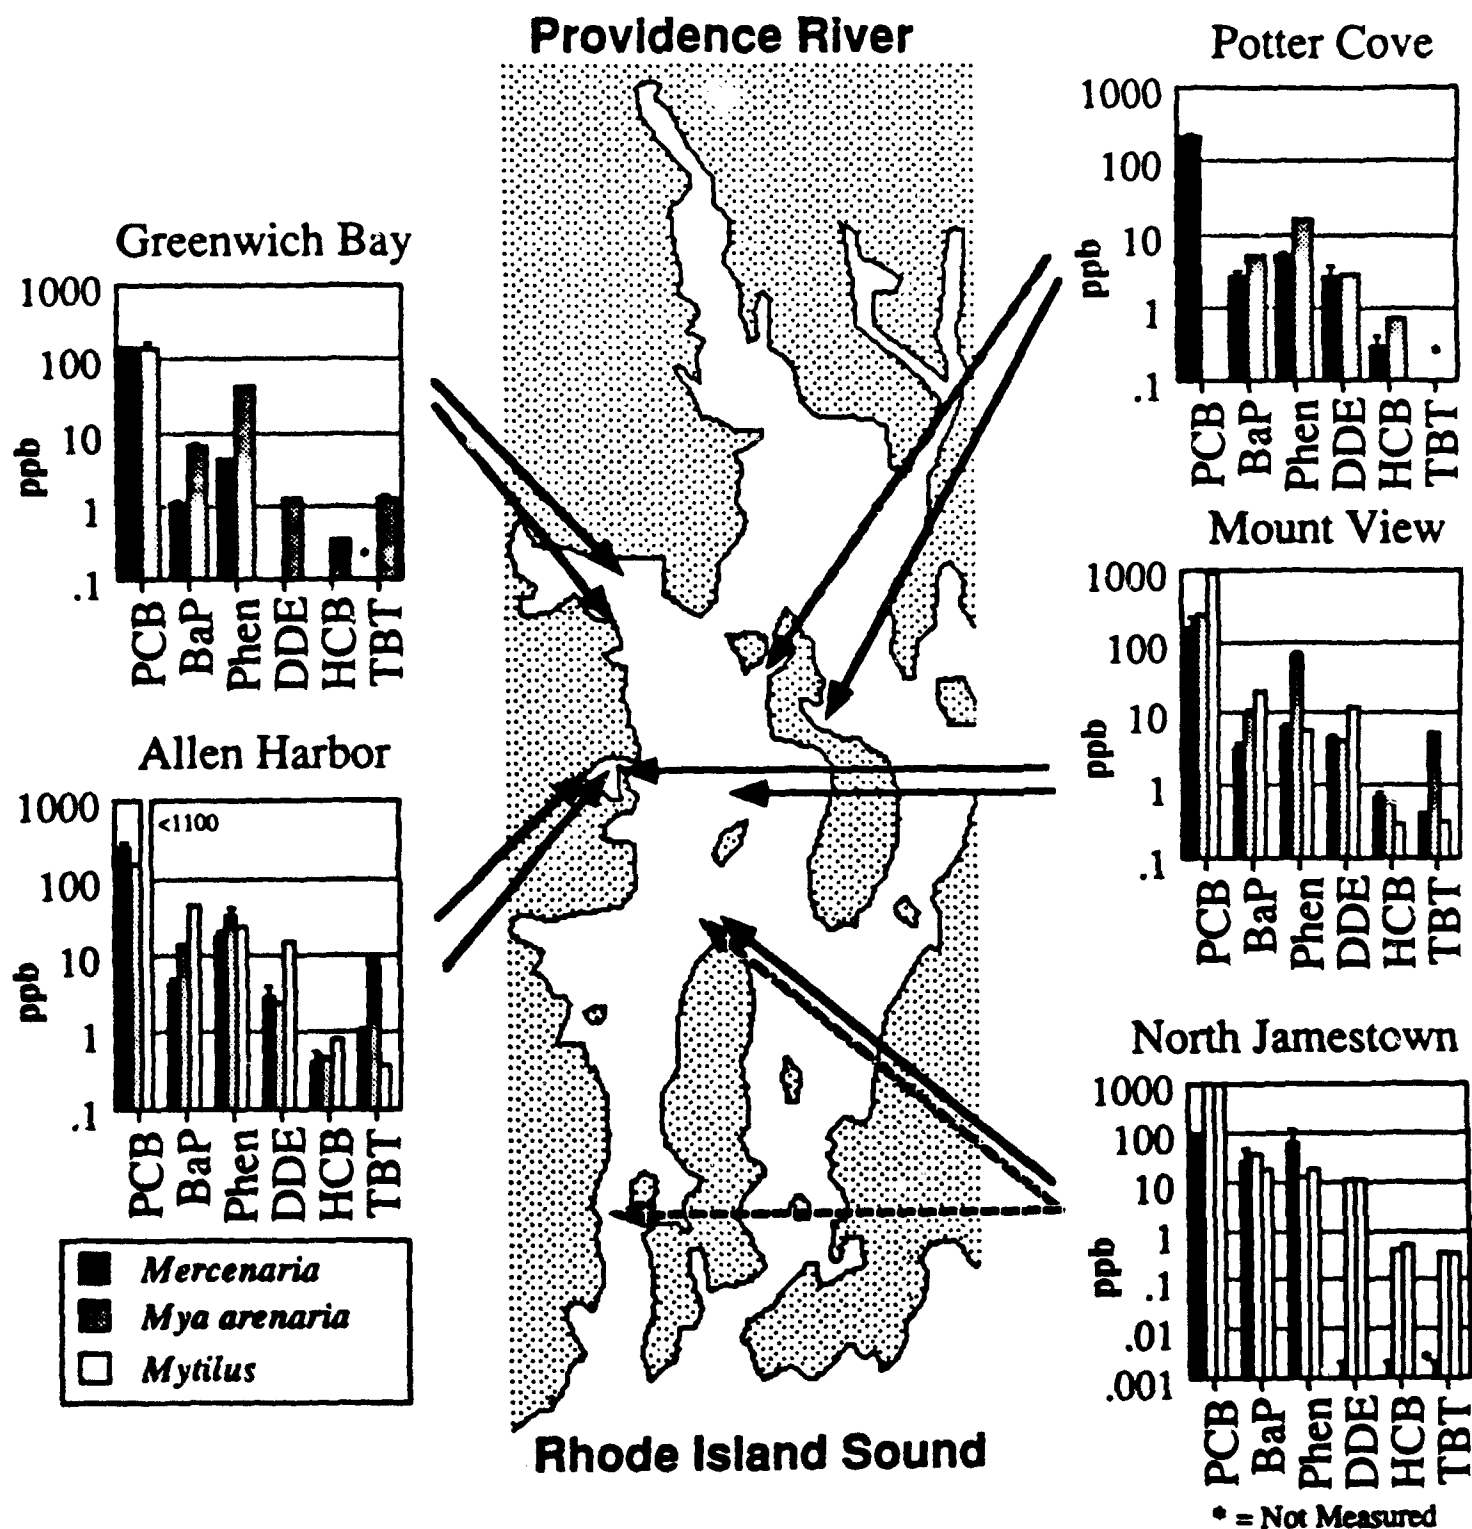 Providence River
Potter Cove
1000
100
10
1
.1
ppb
PCB
BaP
Phen
DDE
HCB
TBT
Greenwich Bay
1000
100
10
1
.1
ppb
PCB
BaP
Phen
DDE
HCB
TBT
Mount View
1000
100
10
1
.1
ppb
PCB
BaP
Phen
DDE
HCB
TBT
Allen Harbor
1000
<1100
100
10
1
.1
ppb
PCB
BaP
Phen
DDE
HCB
TBT
North Jamestown
1000
100
10
1
.1
.01
.001
ppb
PCB
BaP
Phen
DDE
HCB
TBT
Mercenaria
Mya arenaria
Mytilus
Rhode Island Sound
* = Not Measured